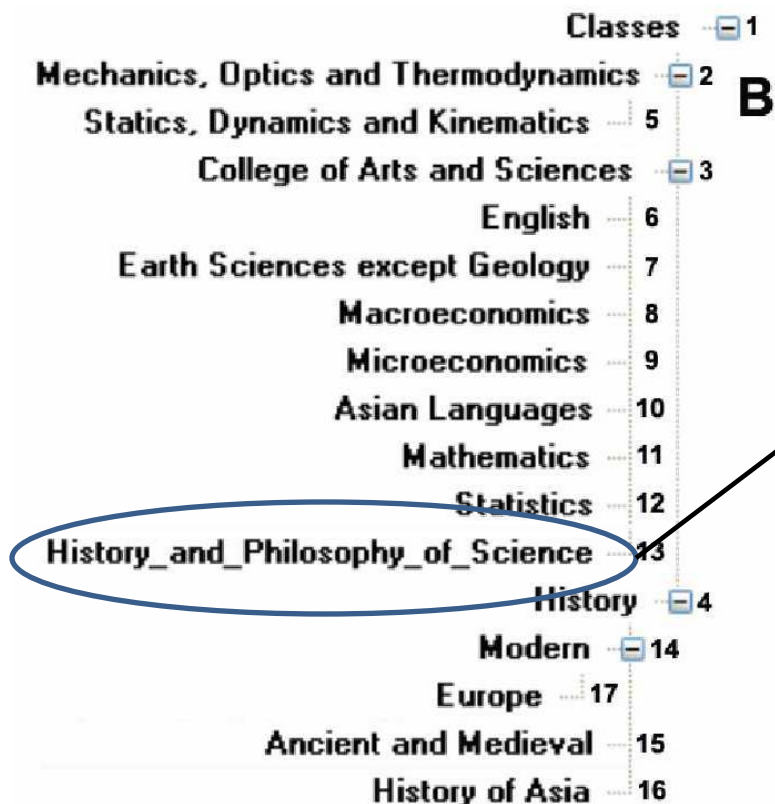 Classes 1
Mechanics, Optics and Thermodynamics 2
B
Statics, Dynamics and Kinematics 5
College of Arts and Sciences 3
English 6
Earth Sciences except Geology 7
Macroeconomics 8
Microeconomics 9
Asian Languages 10
Mathematics 11
Statistics 12
History_and_Philosophy_of_Science 13
History 4
Modern 14
Europe 17
Ancient and Medieval 15
History of Asia 16